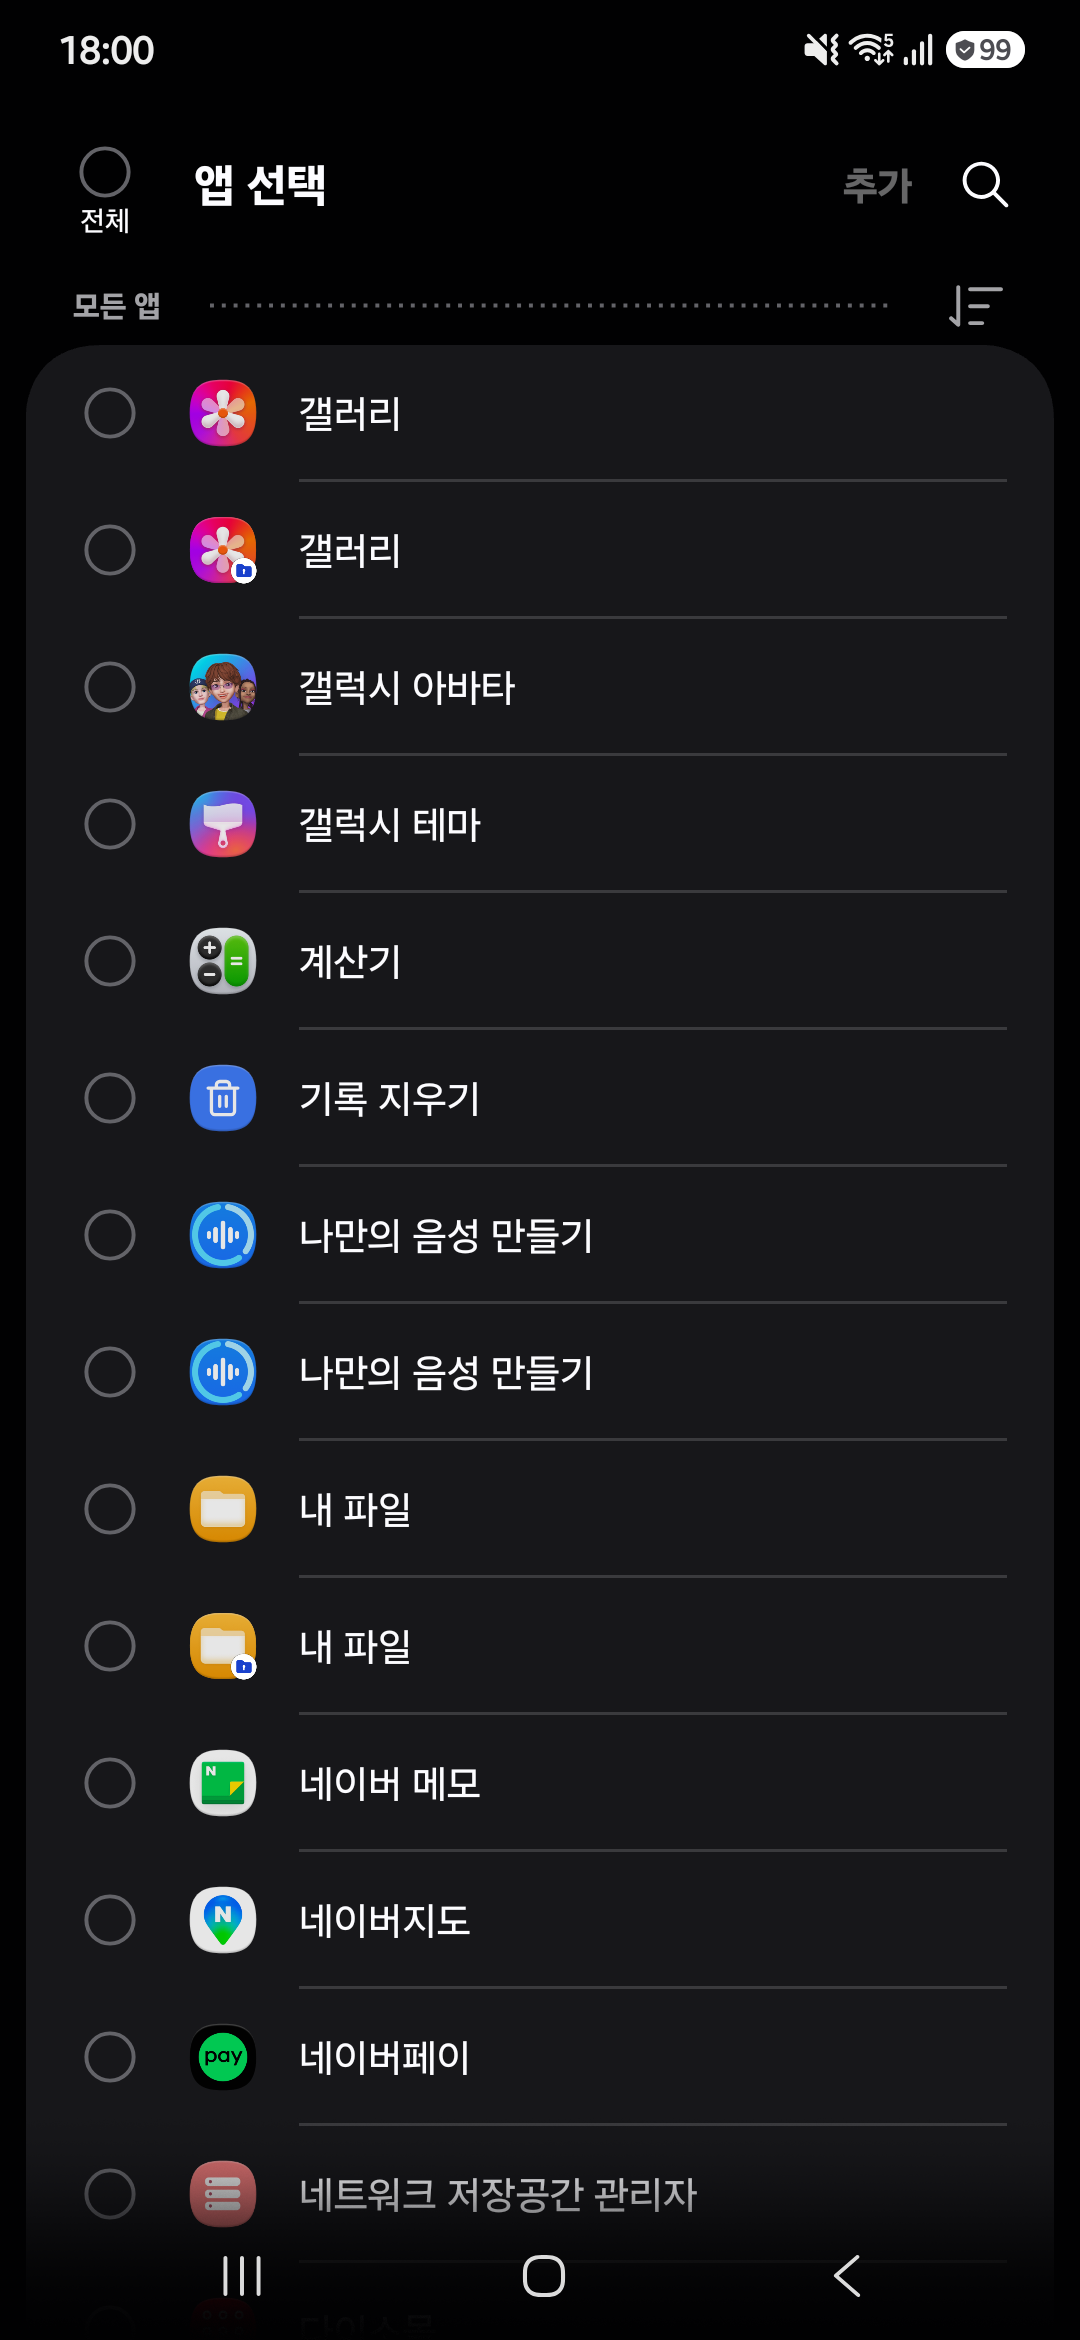 18:00
5
99
전체
앱 선택
추가
모든 앱
갤러리
갤러리
갤럭시 아바타
갤럭시 테마
계산기
기록 지우기
나만의 음성 만들기
나만의 음성 만들기
내 파일
내 파일
N
네이버 메모
N
네이버지도
pay
네이버페이
네트워크 저장공간 관리자